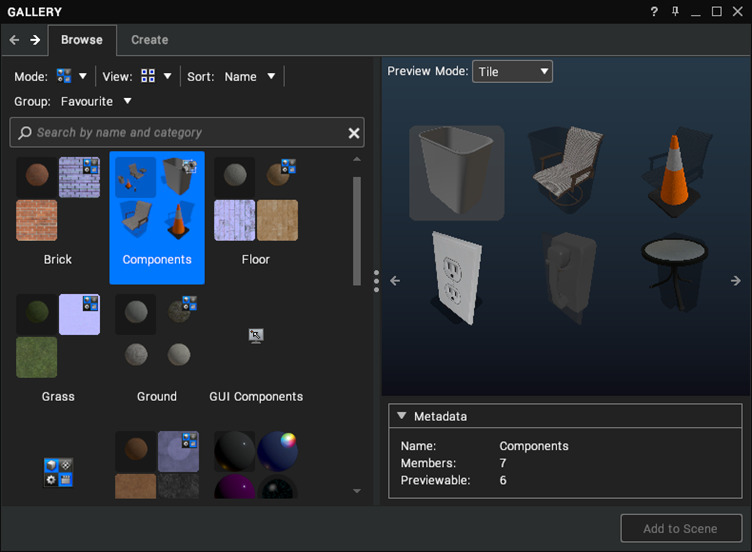 GALLERY ?
Browse Create
Mode: View: Sort: Name
Group: Favourite
Search by name and category
Brick Components Floor
Grass Ground GUI Components
Preview Mode: Tile
Metadata
Name: Components
Members: 7
Previewable: 6
Add to Scene